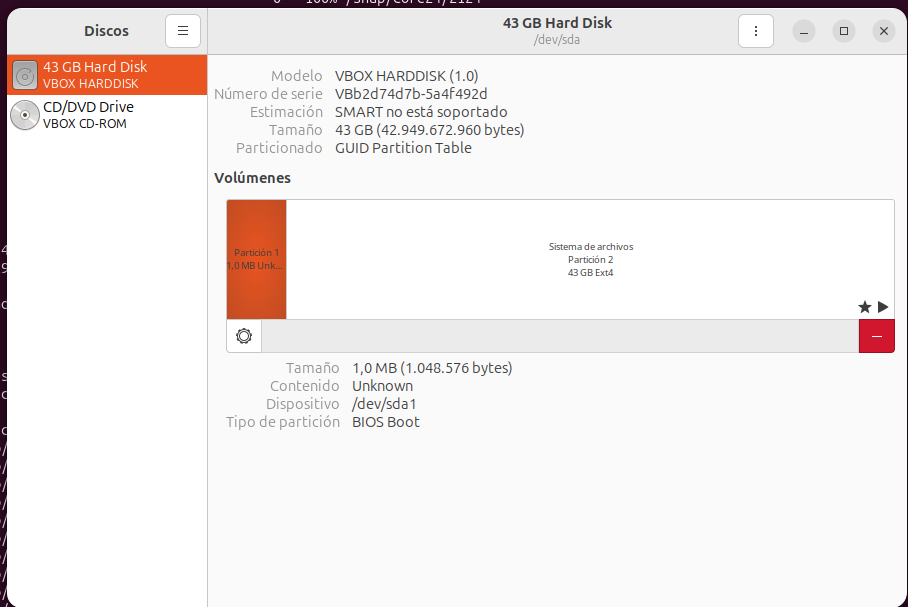 Discos
43 GB Hard Disk
/dev/sda
43 GB Hard Disk
VBOX HARDDISK
CD/DVD Drive
VBOX CD-ROM
Modelo VBOX HARDDISK (1.0)
Número de serie VBb2d74d7b-5a4f492d
Estimación SMART no está soportado
Tamaño 43 GB (42.949.672.960 bytes)
Particionado GUID Partition Table
Volúmenes
Partición 1
1,0 MB Unk...
Sistema de archivos
Partición 2
43 GB Ext4
Tamaño 1,0 MB (1.048.576 bytes)
Contenido Unknown
Dispositivo /dev/sda1
Tipo de partición BIOS Boot